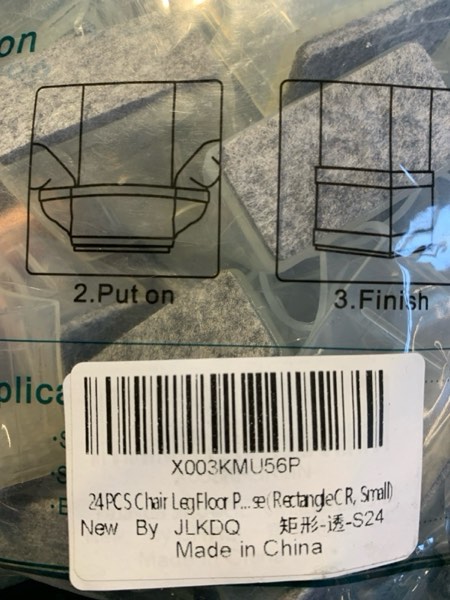 on
2.Put on
3.Finish
plica
X003KMU56P
24 PCS Chair Leg Floor P...se (Rectangle CR, Small)
New By JLKDQ 矩形-透-S24
Made in China